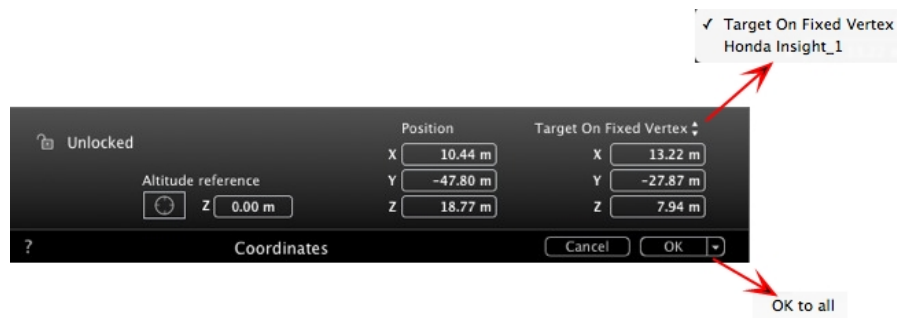 ✓ Target On Fixed Vertex
Honda Insight_1
Unlocked
Position
Target On Fixed Vertex
X 10.44 m
X 13.22 m
Altitude reference
Y -47.80 m
Y -27.87 m
Z 0.00 m
Z 18.77 m
Z 7.94 m
? Coordinates Cancel OK
OK to all